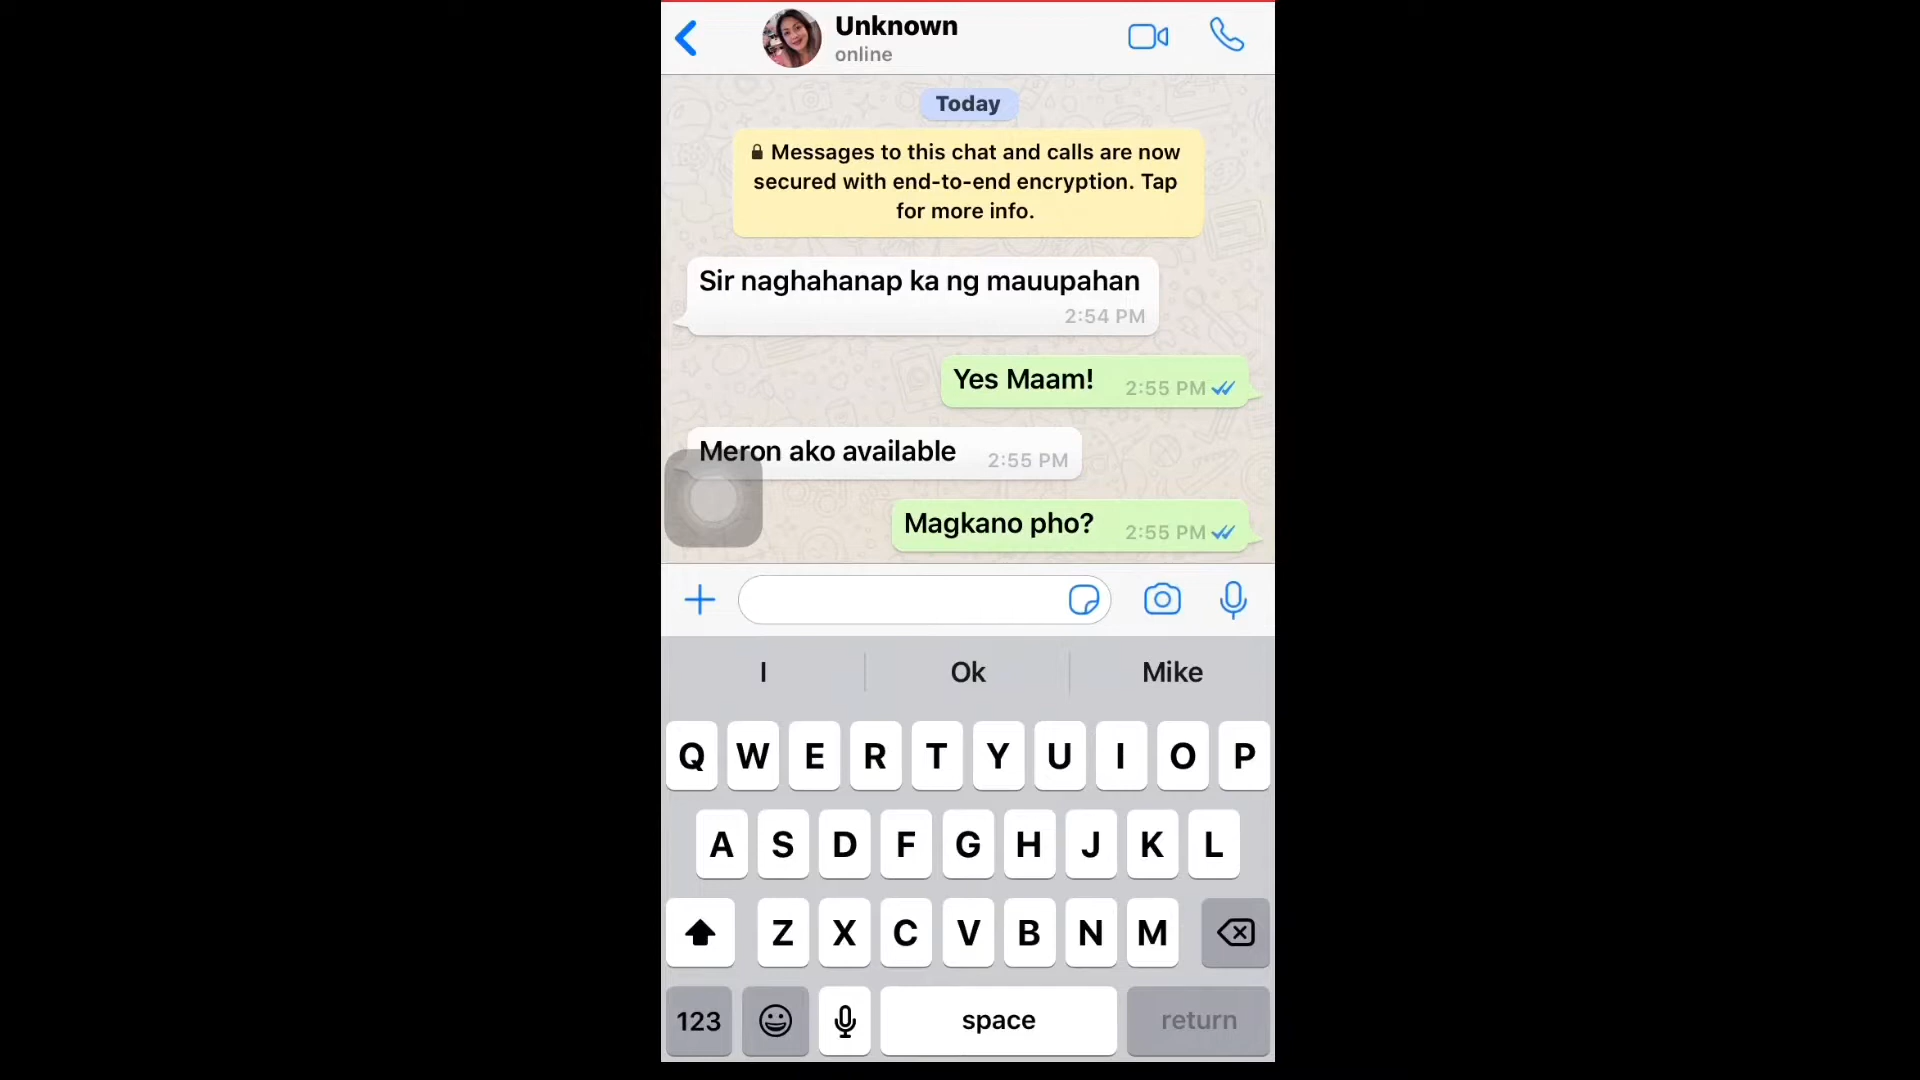 Unknown
online
Today
Messages to this chat and calls are now
secured with end-to-end encryption. Tap
for more info.
Sir naghahanap ka ng mauupahan
2:54 PM
Yes Maam! 2:55 PM
Meron ako available 2:55 PM
Magkano pho? 2:55 PM
I Ok Mike
Q W E R T Y U I O P
A S D F G H J K L
Z X C V B N M
123 space return